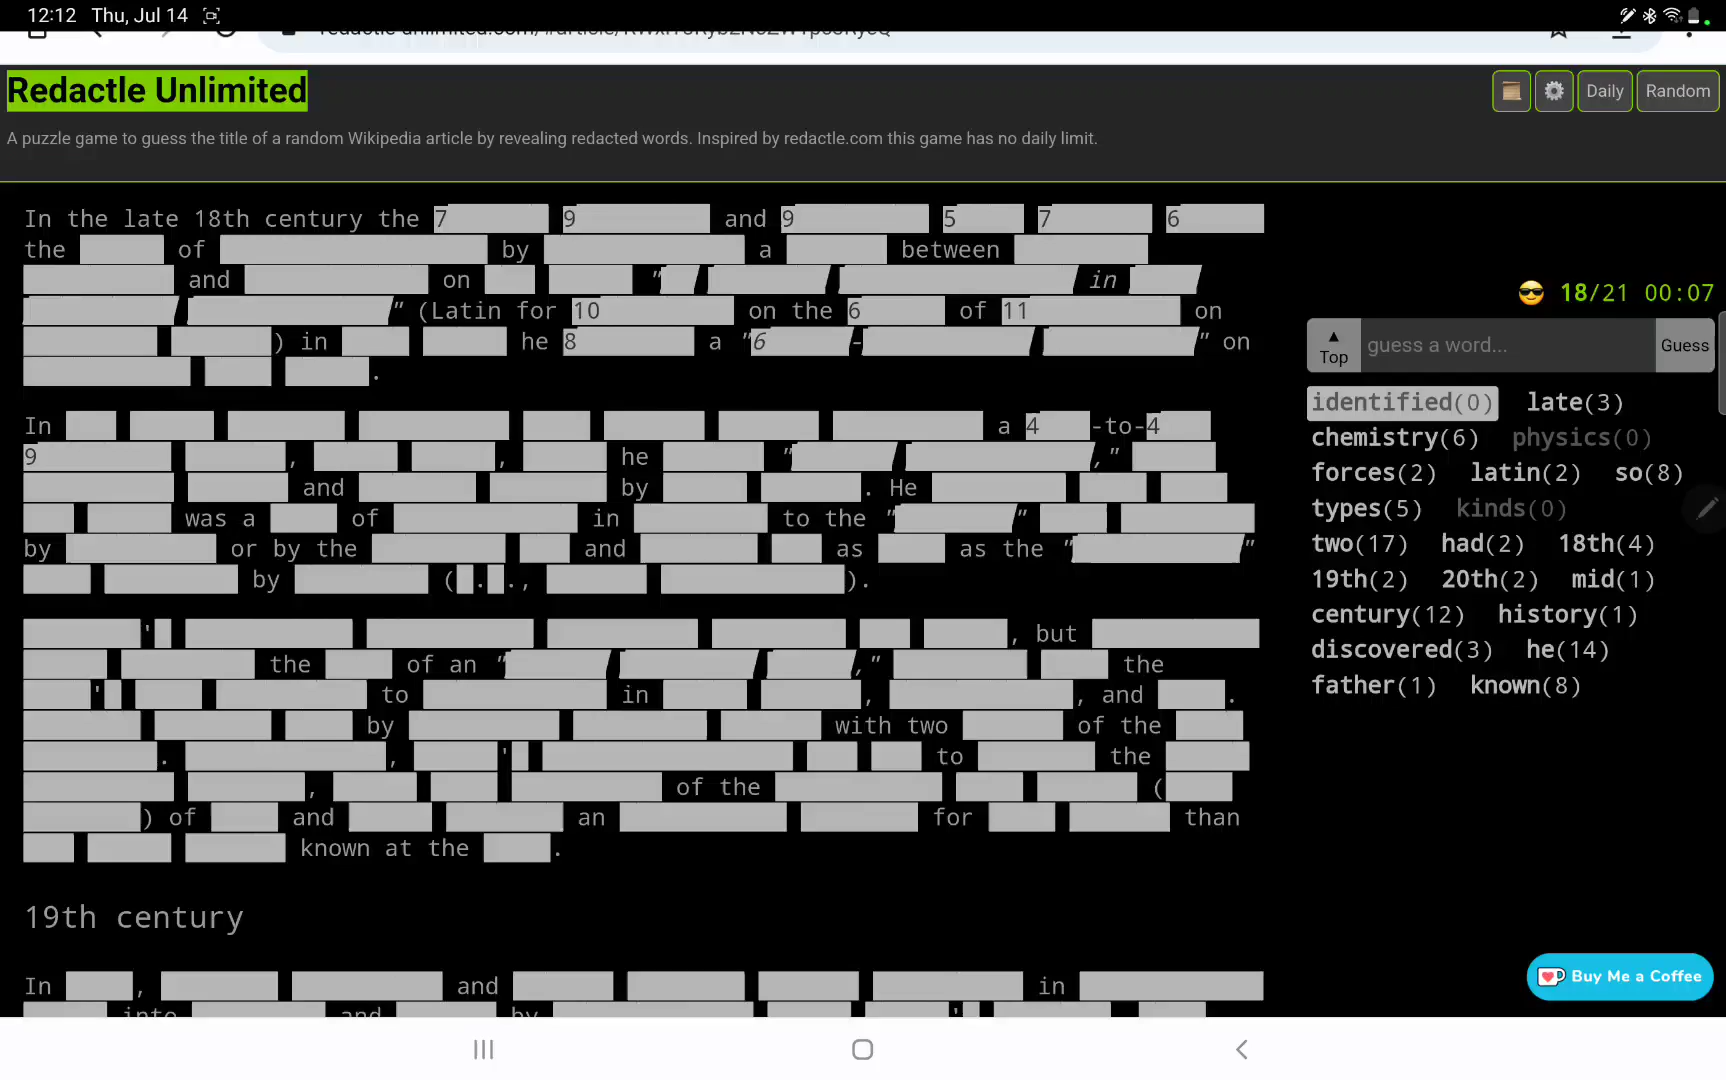 12:12 Thu, Jul 14
Redactle Unlimited
Daily
Random
A puzzle game to guess the title of a random Wikipedia article by revealing redacted words. Inspired by redactle.com this game has no daily limit.
In the late 18th century the 7 9 and 9 5 7 6
the of by a between
and on " in
" (Latin for 10 on the 6 of 11 on
) in he 8 a "6 - " on
.
In a 4 -to-4
9 , , he " ,"
and by . He
was a of in to the " "
by or by the and as as the " "
by ( . ., ).
' , but
the of an " ," the
' to in , , and .
by with two of the
. , ' to the
, of the (
) of and an for than
known at the .
19th century
In , and in
into and by '
18/21 00:07
Top
guess a word...
Guess
identified(0) late(3)
chemistry(6) physics(0)
forces(2) latin(2) so(8)
types(5) kinds(0)
two(17) had(2) 18th(4)
19th(2) 20th(2) mid(1)
century(12) history(1)
discovered(3) he(14)
father(1) known(8)
Buy Me a Coffee